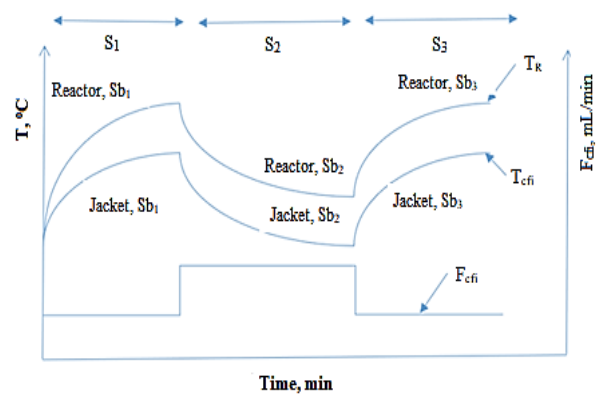 S1 S2 S3
T, °C
Reactor, Sb1
Reactor, Sb3
TR
Fcfi, mL/min
Reactor, Sb2
Tcfi
Jacket, Sb1
Jacket, Sb2
Jacket, Sb3
Fcfi
Time, min